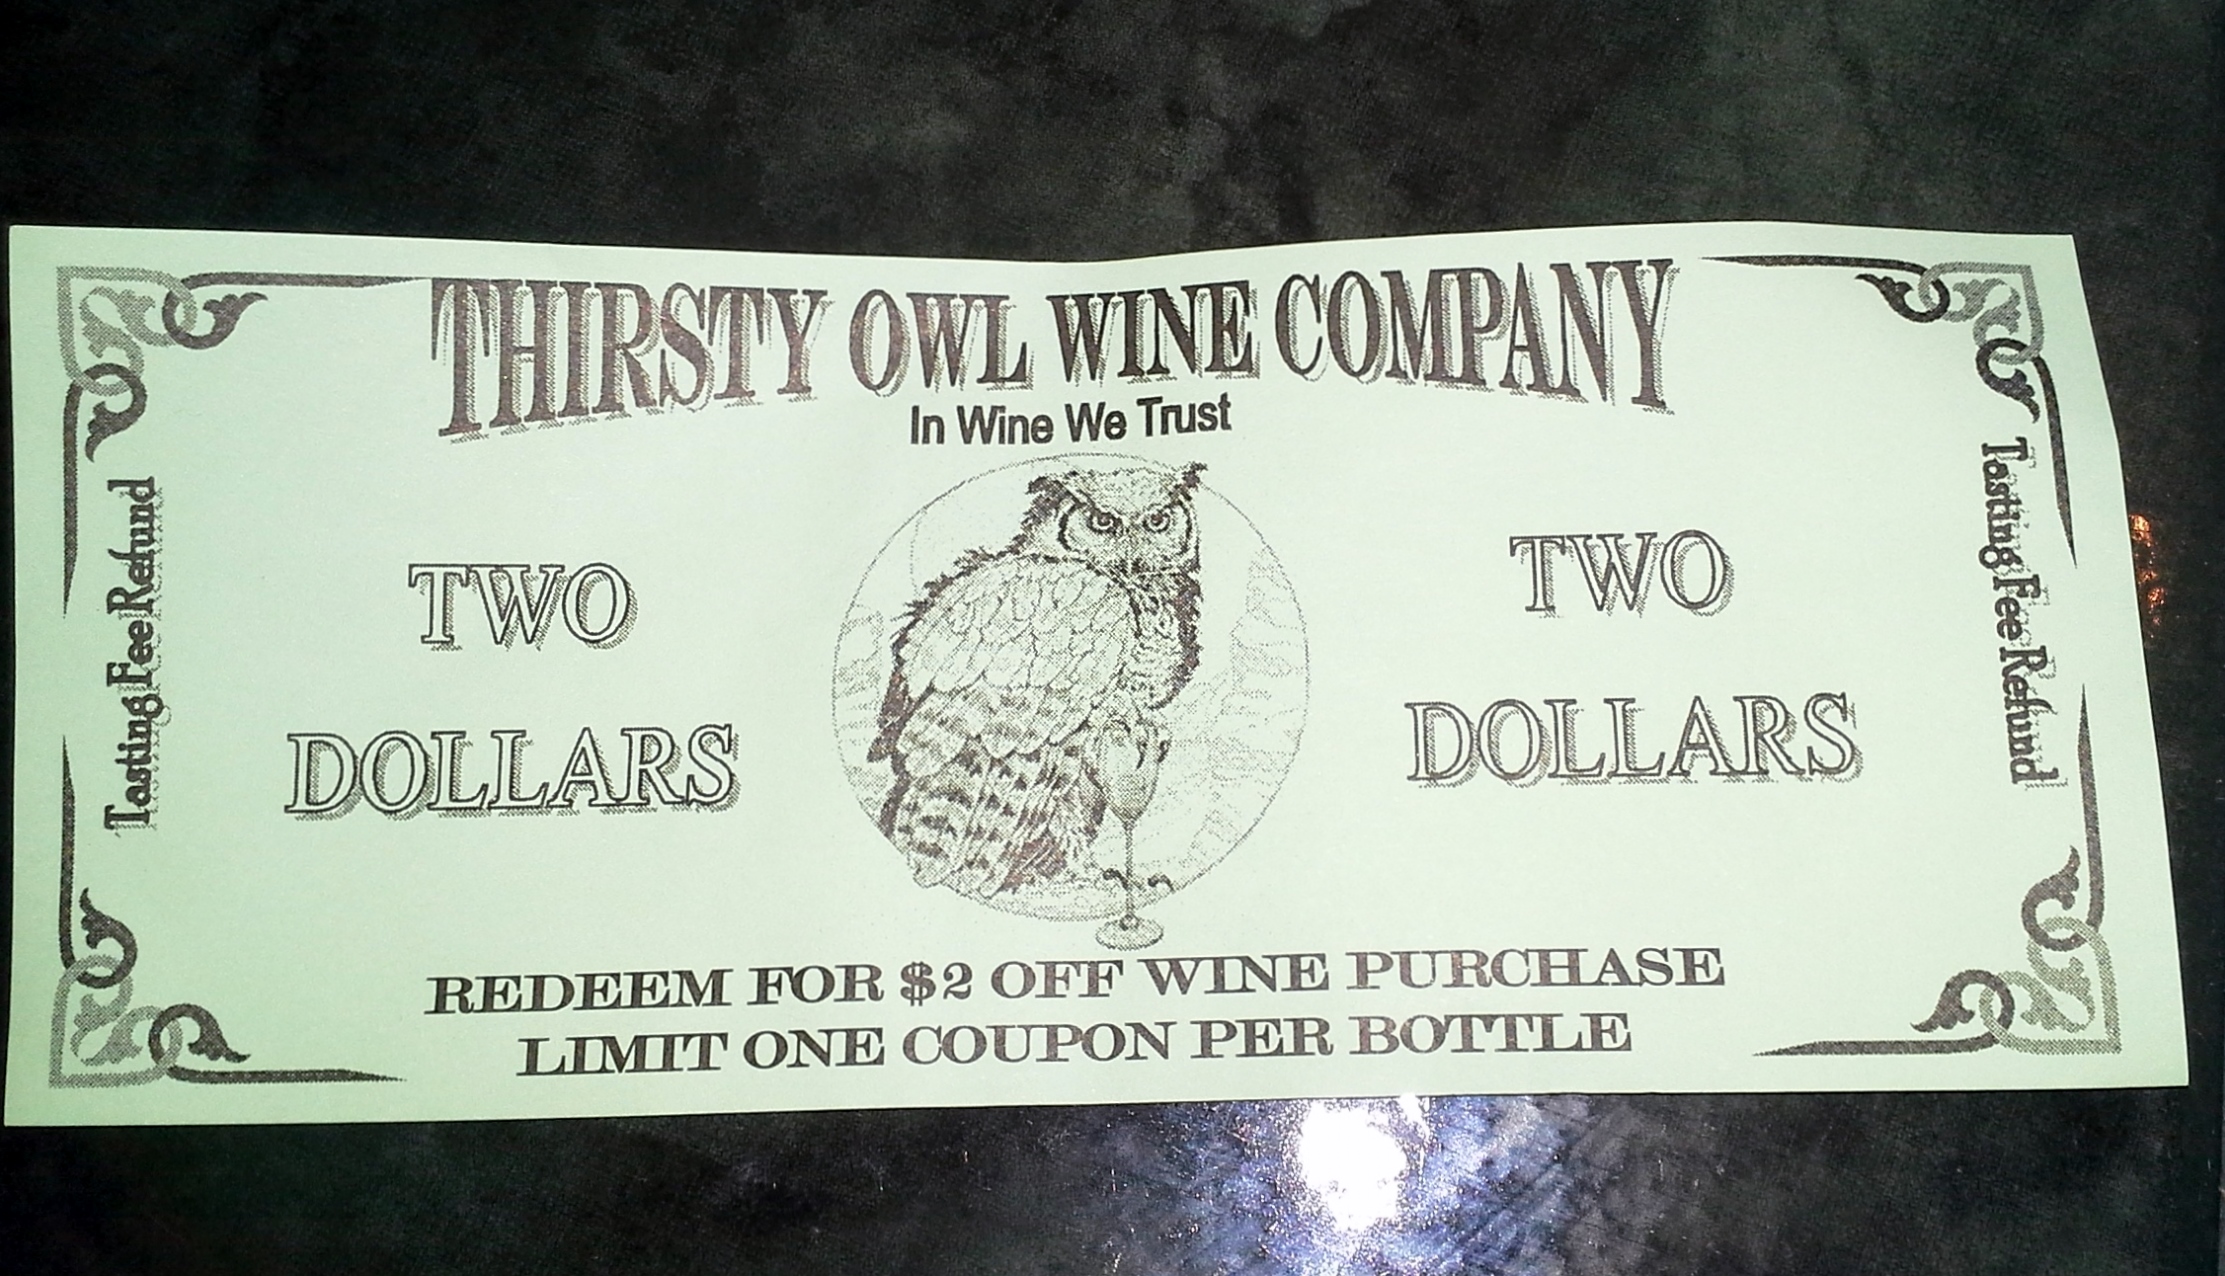 THIRSTY OWL WINE COMPANY
In Wine We Trust
Tasting Fee Refund
TWO
DOLLARS
TWO
DOLLARS
Tasting Fee Refund
REDEEM FOR $2 OFF WINE PURCHASE
LIMIT ONE COUPON PER BOTTLE